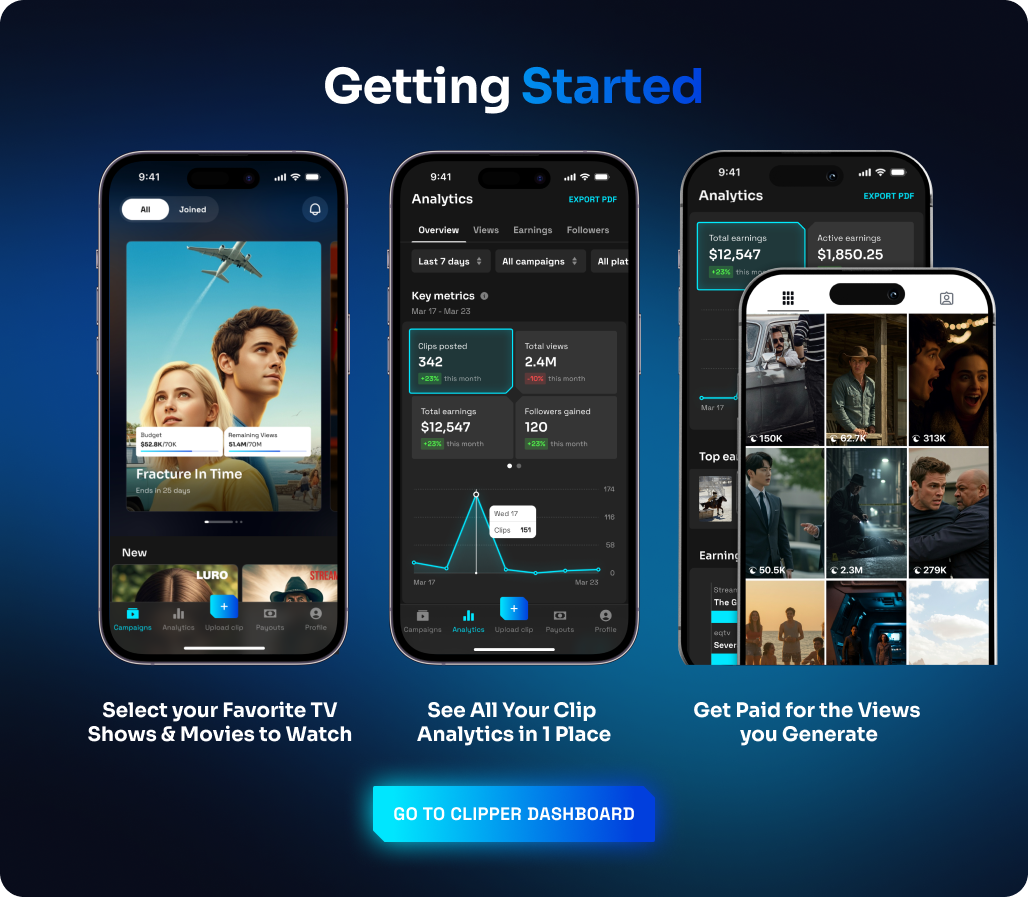 Getting Started
9:41
All
Joined
Budget
$52.8K/70K
Remaining Views
51.4M/70M
Fracture In Time
Ends in 25 days
New
LURO
STREAM
Campaigns
Analytics
Upload clip
Payouts
Profile
Select your Favorite TV
Shows & Movies to Watch
9:41
Analytics
EXPORT PDF
Overview
Views
Earnings
Followers
Last 7 days
All campaigns
All plat
Key metrics
Mar 17 - Mar 23
Clips posted
342
+23% this month
Total views
2.4M
-10% this month
Total earnings
$12,547
+23% this month
Followers gained
120
+23% this month
174
116
58
0
Wed 17
Clips 151
Mar 17
Mar 23
Campaigns
Analytics
Upload clip
Payouts
Profile
See All Your Clip
Analytics in 1 Place
9:41
Analytics
EXPORT PDF
Total earnings
$12,547
+23% this mo
Active earnings
$1,850.25
Mar 17
Top ea
Earning
Stream
The G
eqtv
Sever
150K
62.7K
313K
50.5K
2.3M
279K
Get Paid for the Views
you Generate
GO TO CLIPPER DASHBOARD